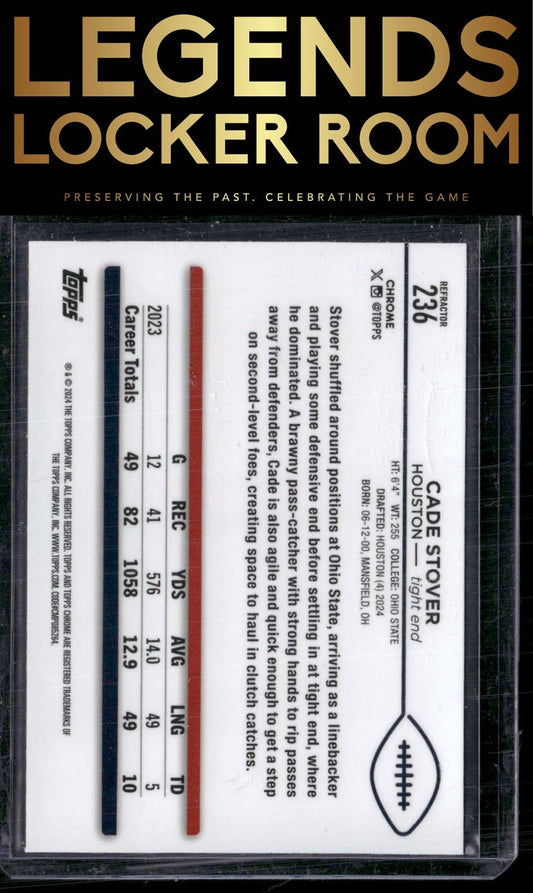 LEGENDS
LOCKER ROOM
PRESERVING THE PAST. CELEBRATING THE GAME
REFRACTOR
236
CHROME
X @TOPPS
CADE STOVER
HOUSTON — tight end
HT: 6'4" WT: 255 COLLEGE: OHIO STATE
DRAFTED: HOUSTON (4) 2024
BORN: 06-12-00, MANSFIELD, OH
Stover shuffled around positions at Ohio State, arriving as a linebacker
and playing some defensive end before settling in at tight end, where
he dominated. A brawny pass-catcher with strong hands to rip passes
away from defenders, Cade is also agile and quick enough to get a step
on second-level foes, creating space to haul in clutch catches.
G REC YDS AVG LNG TD
2023 12 41 576 14.0 49 5
Career Totals 49 82 1058 12.9 49 10
topps®
® & © 2024 THE TOPPS COMPANY, INC. ALL RIGHTS RESERVED. TOPPS AND TOPPS CHROME ARE REGISTERED TRADEMARKS OF
THE TOPPS COMPANY, INC. WWW.TOPPS.COM. CODE#CMP085284.